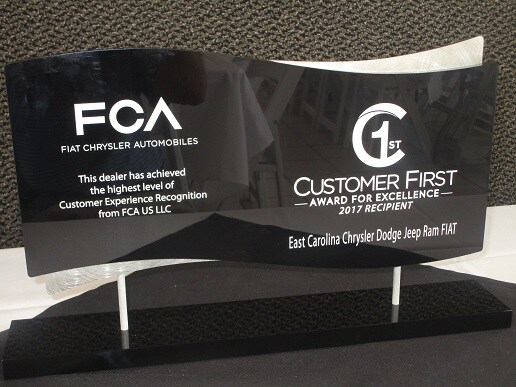 FCA
FIAT CHRYSLER AUTOMOBILES
This dealer has achieved
the highest level of
Customer Experience Recognition
from FCA US LLC
C1ST
CUSTOMER FIRST
AWARD FOR EXCELLENCE
2017 RECIPIENT
East Carolina Chrysler Dodge Jeep Ram FIAT